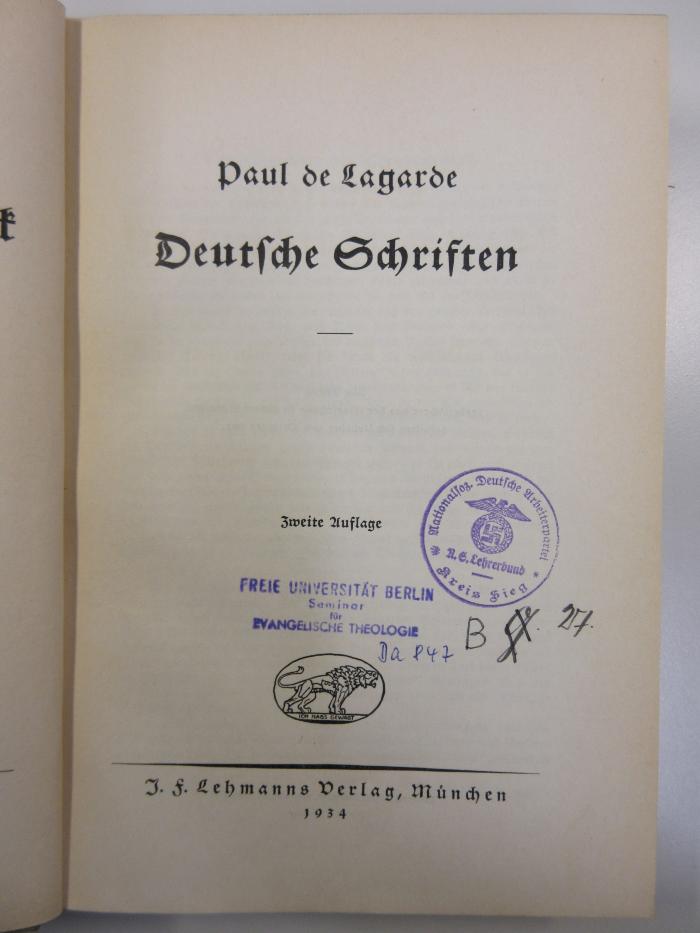 k
Paul de Lagarde
Deutsche Schriften
Zweite Auflage
Nationalsoz. Deutsche Arbeiterpartei
N. S. Lehrerbund
Kreis Sieg
FREIE UNIVERSITÄT BERLIN
Seminar
für
EVANGELISCHE THEOLOGIE
Da 847
B
27.
ICH HABS GEWAGT
J. F. Lehmanns Verlag, München
1934